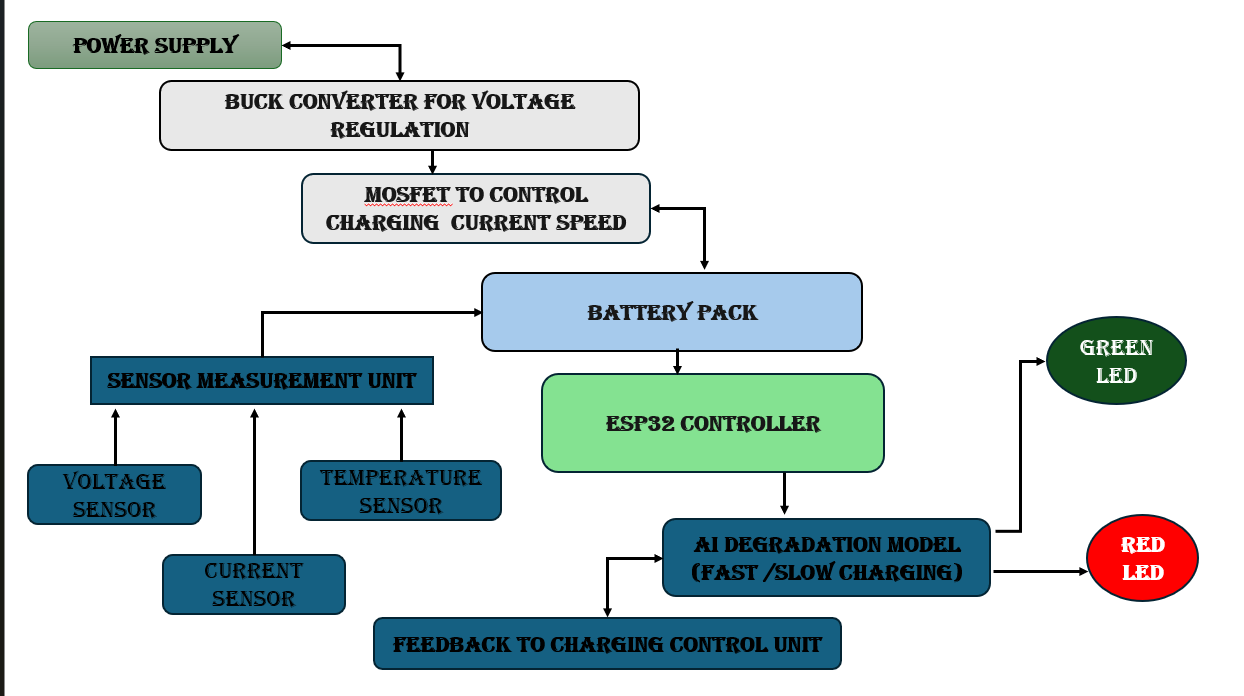 POWER SUPPLY
BUCK CONVERTER FOR VOLTAGE
REGULATION
MOSFET TO CONTROL
CHARGING CURRENT SPEED
BATTERY PACK
GREEN
LED
SENSOR MEASUREMENT UNIT
ESP32 CONTROLLER
VOLTAGE
SENSOR
TEMPERATURE
SENSOR
CURRENT
SENSOR
AI DEGRADATION MODEL
(FAST /SLOW CHARGING)
RED
LED
FEEDBACK TO CHARGING CONTROL UNIT